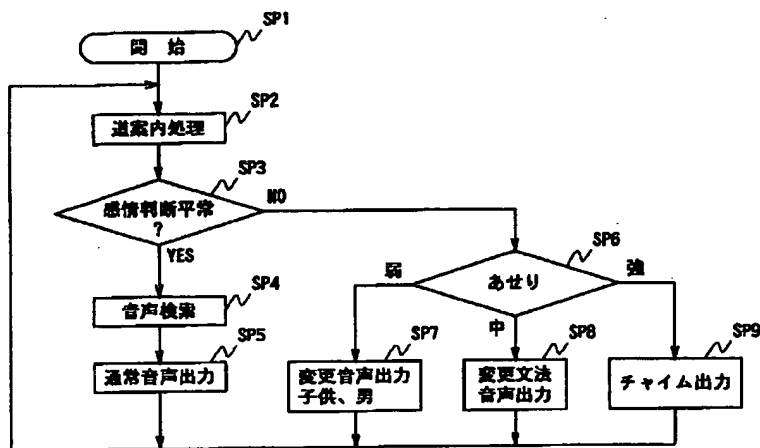 SP1
開始
SP2
道案内処理
SP3
感情判断平常
?
NO
YES
SP6
あせり
弱
強
中
SP4
音声検索
SP5
通常音声出力
SP7
変更音声出力
子供、男
SP8
変更文法
音声出力
SP9
チャイム出力